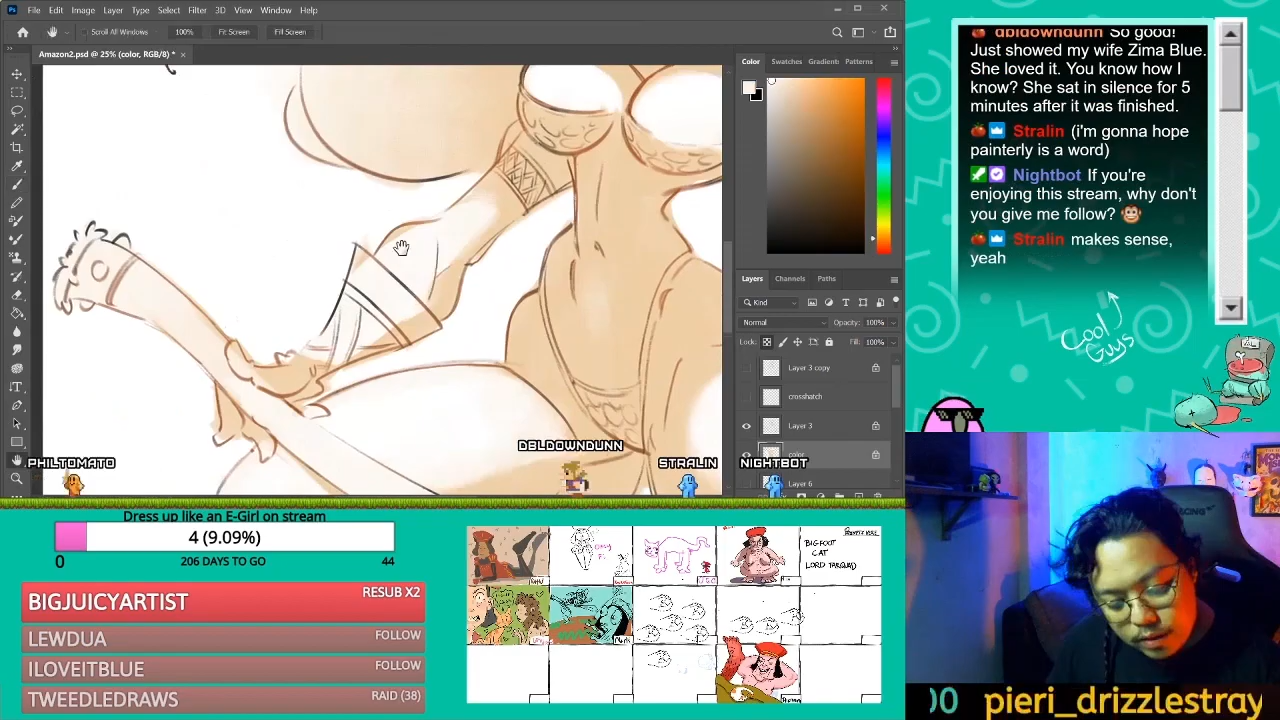 File Edit Image Layer Type Select Filter 3D View Window Help
Scroll All Windows 100% Fit Screen Fill Screen
Amazon2.psd @ 25% (color, RGB/8) *
Color Swatches Gradients Patterns
Layers Channels Paths
Kind
Normal Opacity: 100%
Lock: Fill: 100%
Layer 3 copy
crosshatch
Layer 3
color
Layer 6
PHILTOMATO
DBLDOWNDUNN
STRALIN
NIGHTBOT
dbldowndunn So good!
Just showed my wife Zima Blue.
She loved it. You know how I
know? She sat in silence for 5
minutes after it was finished.
Stralin (i'm gonna hope
painterly is a word)
Nightbot If you're
enjoying this stream, why don't
you give me follow?
Stralin makes sense,
yeah
Cool
Guys
Dress up like an E-Girl on stream
4 (9.09%)
0 206 DAYS TO GO 44
BIGJUICYARTIST RESUB X2
LEWDUA FOLLOW
ILOVEITBLUE FOLLOW
TWEEDLEDRAWS RAID (38)
BIGFOOT
CAT
LORD FARQUAD
pieri_drizzlestray